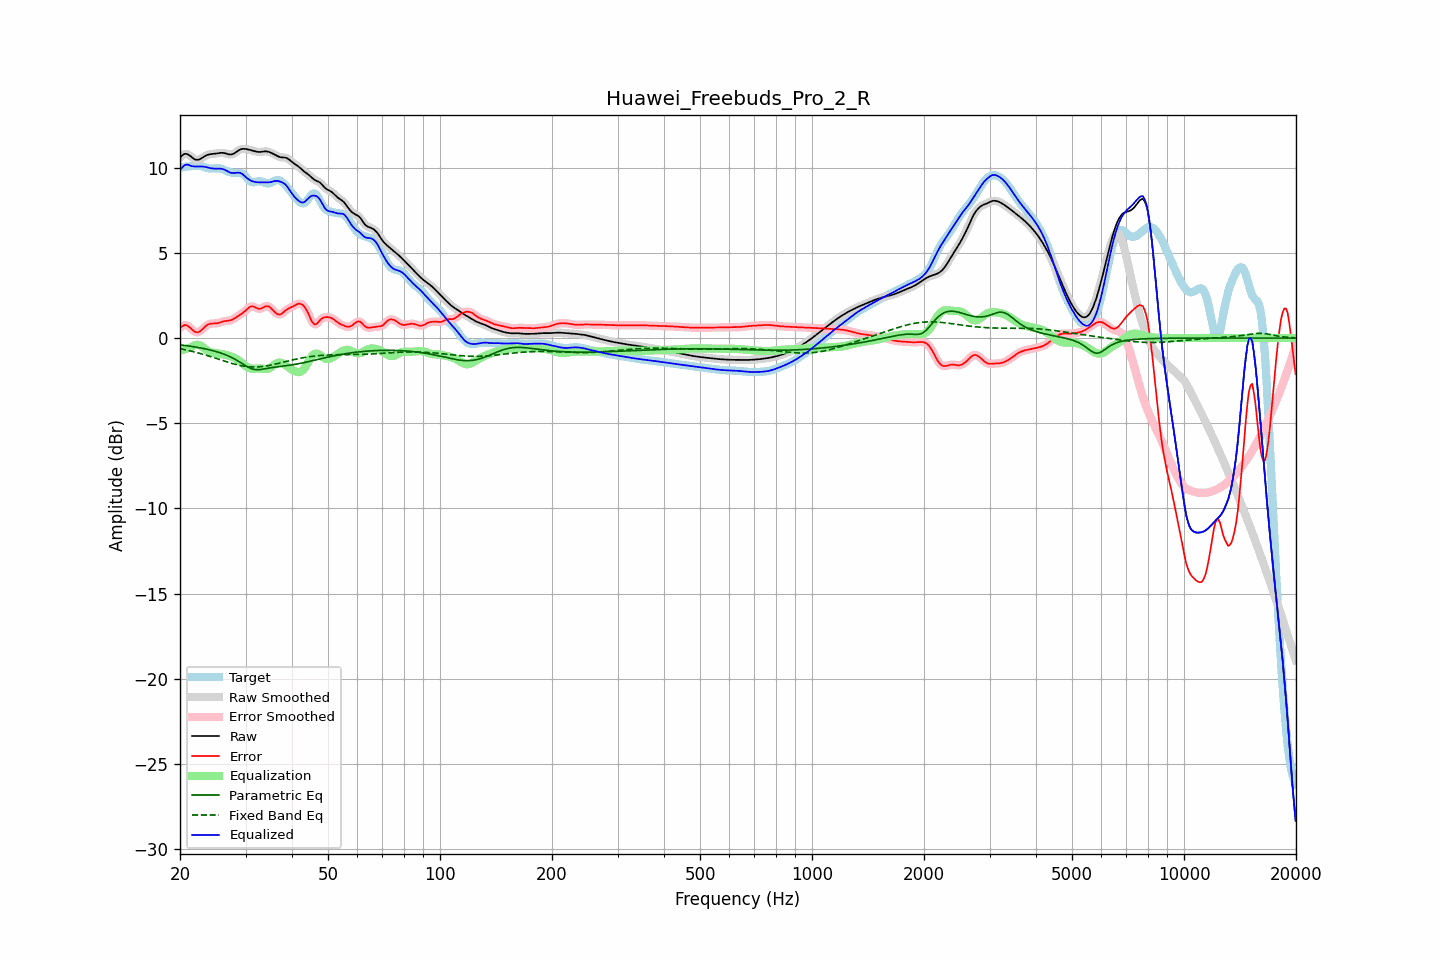 Huawei_Freebuds_Pro_2_R
Amplitude (dBr)
10
5
0
−5
−10
−15
−20
−25
−30
Target
Raw Smoothed
Error Smoothed
Raw
Error
Equalization
Parametric Eq
Fixed Band Eq
Equalized
20 50 100 200 500 1000 2000 5000 10000 20000
Frequency (Hz)